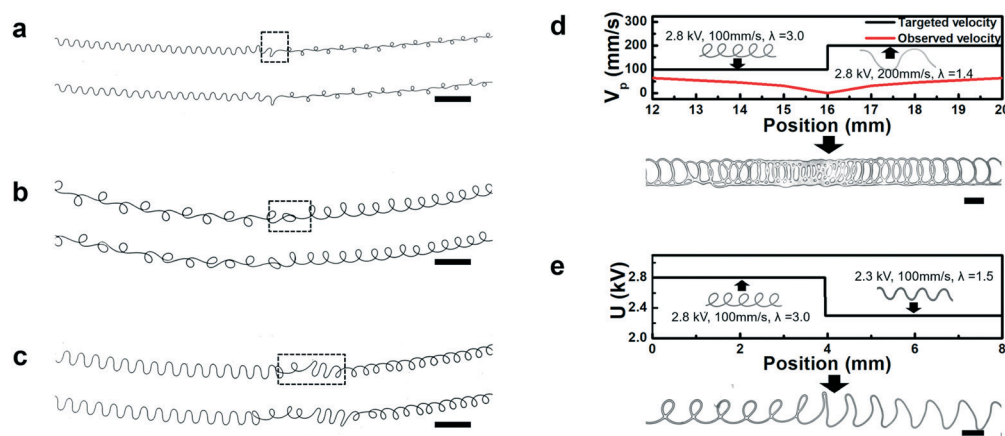 a
b
c
d
300
200
100
0
V_p (mm/s)
Targeted velocity
Observed velocity
2.8 kV, 100mm/s, λ =3.0
2.8 kV, 200mm/s, λ =1.4
12 13 14 15 16 17 18 19 20
Position (mm)
e
2.8
2.4
2.0
U (kV)
2.3 kV, 100mm/s, λ =1.5
2.8 kV, 100mm/s, λ =3.0
0 2 4 6 8
Position (mm)